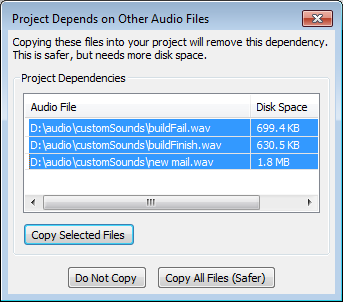 Project Depends on Other Audio Files
Copying these files into your project will remove this dependency.
This is safer, but needs more disk space.
Project Dependencies
Audio File Disk Space
D:\audio\customSounds\buildFail.wav 699.4 KB
D:\audio\customSounds\buildFinish.wav 630.5 KB
D:\audio\customSounds\new mail.wav 1.8 MB
Copy Selected Files
Do Not Copy Copy All Files (Safer)